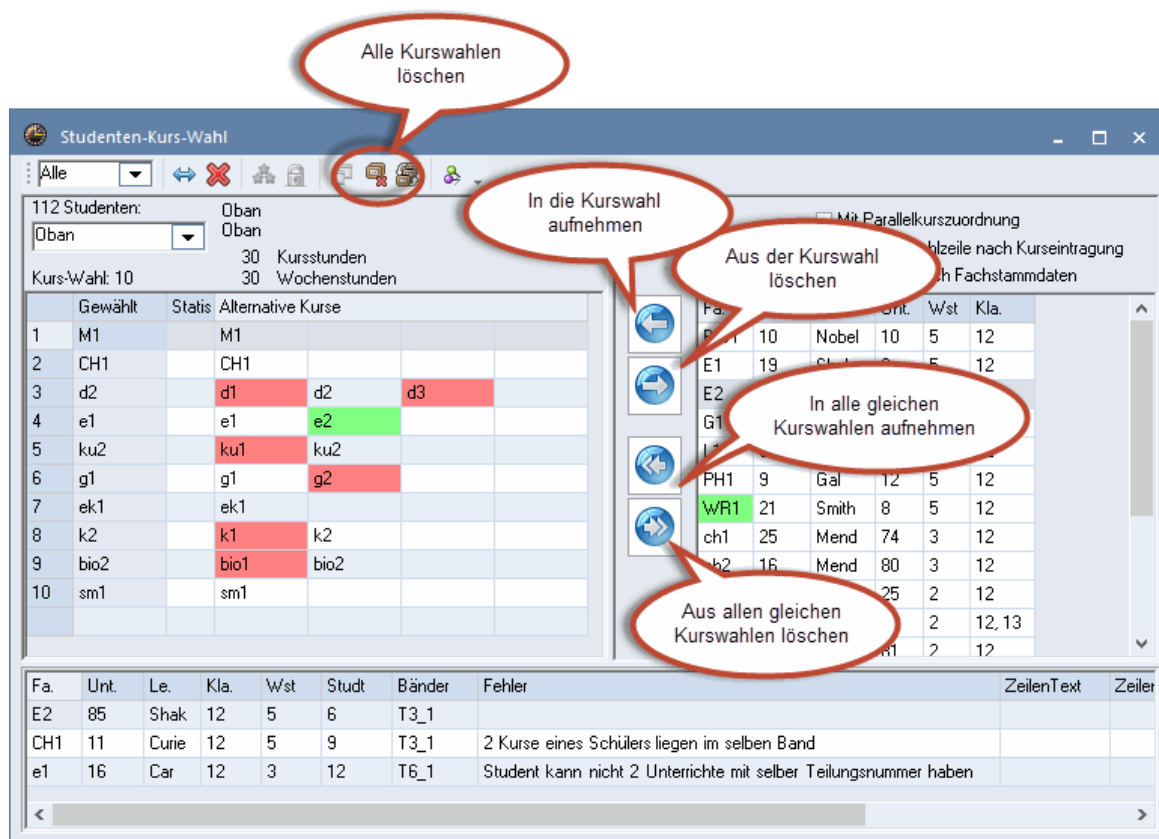 Alle Kurswahlen
löschen
Studenten-Kurs-Wahl
Alle
In die Kurswahl
aufnehmen
112 Studenten:
Oban
Oban
Oban
30 Kursstunden
Kurs-Wahl: 10
30 Wochenstunden
Mit Parallelkurszuordnung
nach Kurseintragung
Fachstammdaten
Aus der Kurswahl
löschen
Gewählt Statis Alternative Kurse
1 M1 M1
2 CH1 CH1
3 d2 d1 d2 d3
4 e1 e1 e2
5 ku2 ku1 ku2
6 g1 g1 g2
7 ek1 ek1
8 k2 k1 k2
9 bio2 bio1 bio2
10 sm1 sm1
Fa. Unt. Wst Kla.
10 Nobel 10 5 12
E1 19 5 12
E2
G1
In alle gleichen
Kurswahlen aufnehmen
PH1 9 Gal 12 5 12
WR1 21 Smith 8 5 12
ch1 25 Mend 74 3 12
16 Mend 80 3 12
25 2 12
2 12, 13
2 12
Aus allen gleichen
Kurswahlen löschen
Fa. Unt. Le. Kla. Wst Studt Bänder Fehler ZeilenText Zeiler
E2 85 Shak 12 5 6 T3_1
CH1 11 Curie 12 5 9 T3_1 2 Kurse eines Schülers liegen im selben Band
e1 16 Car 12 3 12 T6_1 Student kann nicht 2 Unterrichte mit selber Teilungsnummer haben